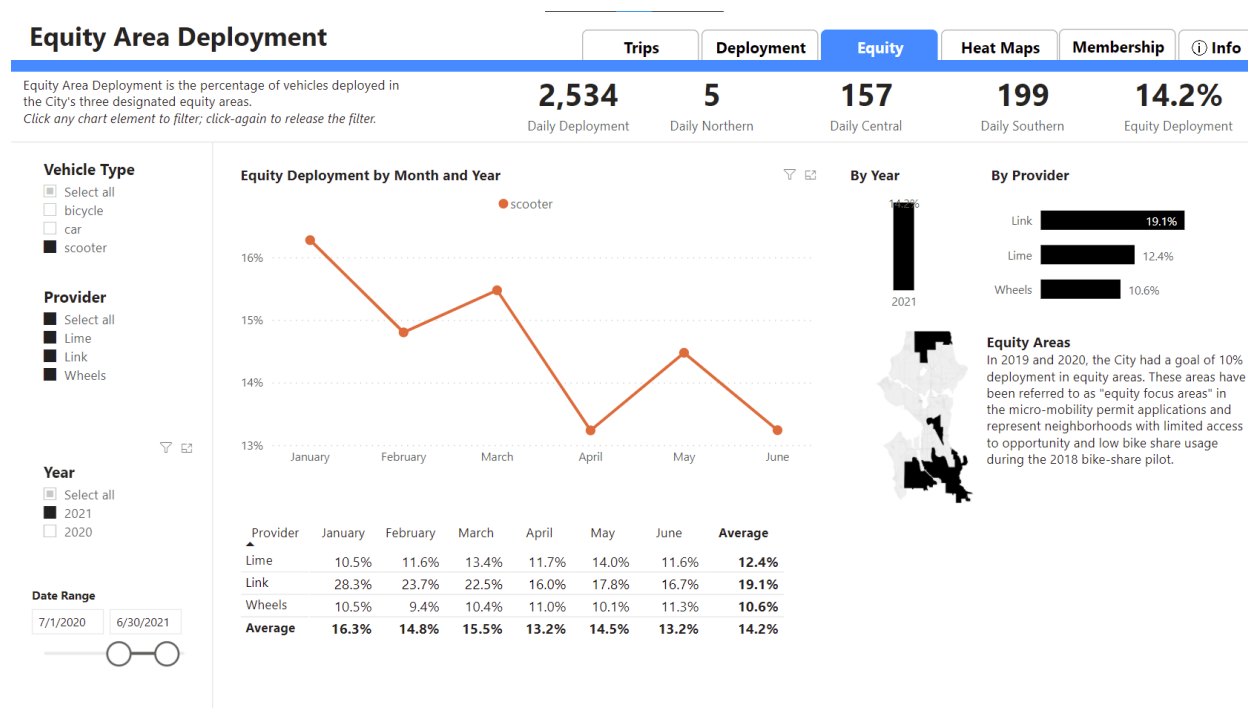 Equity Area Deployment
Trips
Deployment
Equity
Heat Maps
Membership
ⓘ Info
Equity Area Deployment is the percentage of vehicles deployed in
the City's three designated equity areas.
Click any chart element to filter; click-again to release the filter.
2,534
Daily Deployment
5
Daily Northern
157
Daily Central
199
Daily Southern
14.2%
Equity Deployment
Vehicle Type
Select all
bicycle
car
scooter
Provider
Select all
Lime
Link
Wheels
Year
Select all
2021
2020
Date Range
7/1/2020 6/30/2021
Equity Deployment by Month and Year
scooter
16%
15%
14%
13%
January February March April May June
Provider January February March April May June Average
Lime 10.5% 11.6% 13.4% 11.7% 14.0% 11.6% 12.4%
Link 28.3% 23.7% 22.5% 16.0% 17.8% 16.7% 19.1%
Wheels 10.5% 9.4% 10.4% 11.0% 10.1% 11.3% 10.6%
Average 16.3% 14.8% 15.5% 13.2% 14.5% 13.2% 14.2%
By Year
14.2%
2021
By Provider
Link 19.1%
Lime 12.4%
Wheels 10.6%
Equity Areas
In 2019 and 2020, the City had a goal of 10%
deployment in equity areas. These areas have
been referred to as "equity focus areas" in
the micro-mobility permit applications and
represent neighborhoods with limited access
to opportunity and low bike share usage
during the 2018 bike-share pilot.